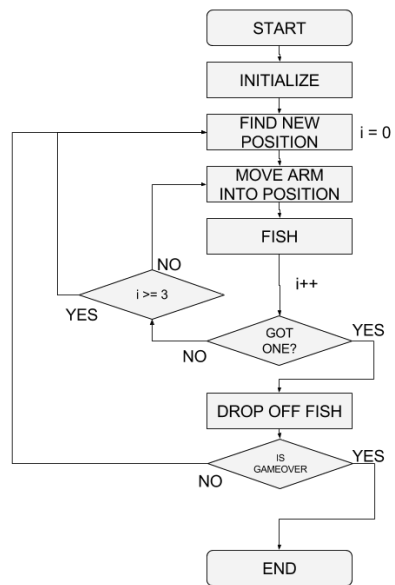 START
INITIALIZE
FIND NEW
POSITION
i = 0
MOVE ARM
INTO POSITION
FISH
NO
i >= 3
i++
YES
GOT
ONE?
YES
NO
DROP OFF FISH
IS
GAMEOVER
YES
NO
END